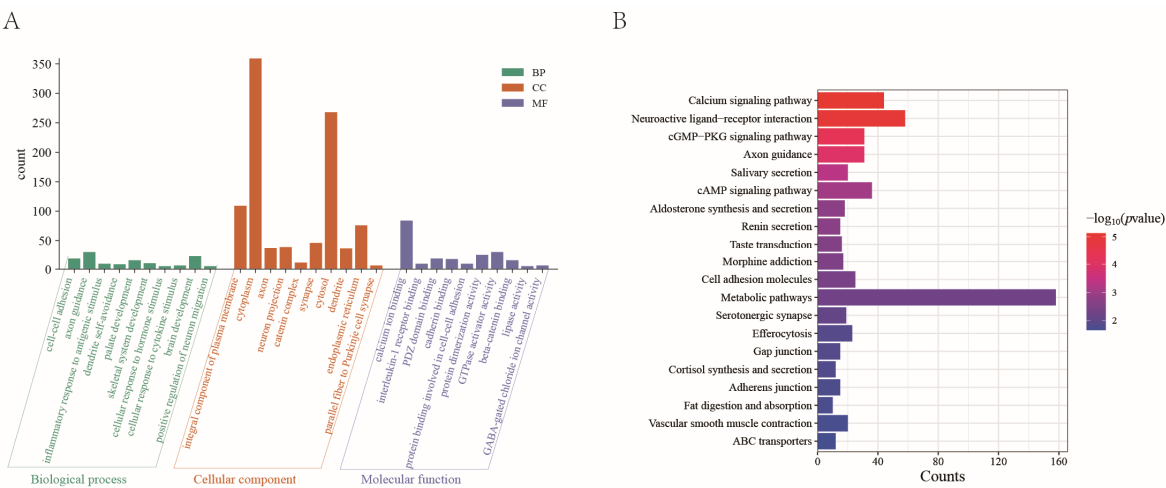 A
B
350
300
250
200
150
100
50
0
count
BP
CC
MF
cell-cell adhesion
axon guidance
inflammatory response to antigenic stimulus
dendrite self-avoidance
palate development
skeletal system development
cellular response to hormone stimulus
cellular response to cytokine stimulus
brain development
positive regulation of neuron migration
integral component of plasma membrane
cytoplasm
axon
neuron projection
catenin complex
synapse
cytosol
dendrite
endoplasmic reticulum
parallel fiber to Purkinje cell synapse
calcium ion binding
interleukin-1 receptor binding
PDZ domain binding
cadherin binding
protein binding involved in cell-cell adhesion
protein dimerization activity
GTPase activator activity
beta-catenin binding
lipase activity
GABA-gated chloride ion channel activity
Biological process
Cellular component
Molecular function
Calcium signaling pathway
Neuroactive ligand−receptor interaction
cGMP−PKG signaling pathway
Axon guidance
Salivary secretion
cAMP signaling pathway
Aldosterone synthesis and secretion
Renin secretion
Taste transduction
Morphine addiction
Cell adhesion molecules
Metabolic pathways
Serotonergic synapse
Efferocytosis
Gap junction
Cortisol synthesis and secretion
Adherens junction
Fat digestion and absorption
Vascular smooth muscle contraction
ABC transporters
0 40 80 120 160
Counts
−log10(pvalue)
5
4
3
2